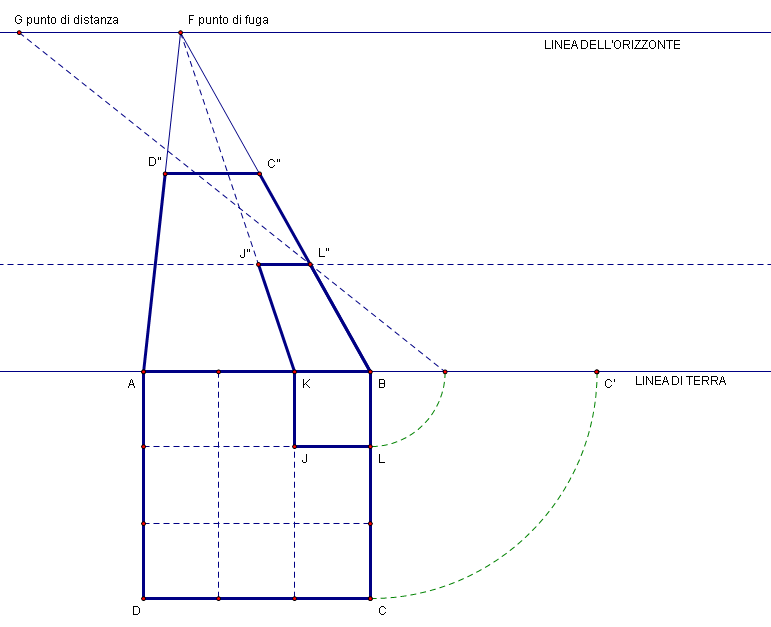 G punto di distanza
F punto di fuga
LINEA DELL'ORIZZONTE
D"
C"
J"
L"
A
K
B
C'
LINEA DI TERRA
J
L
D
C